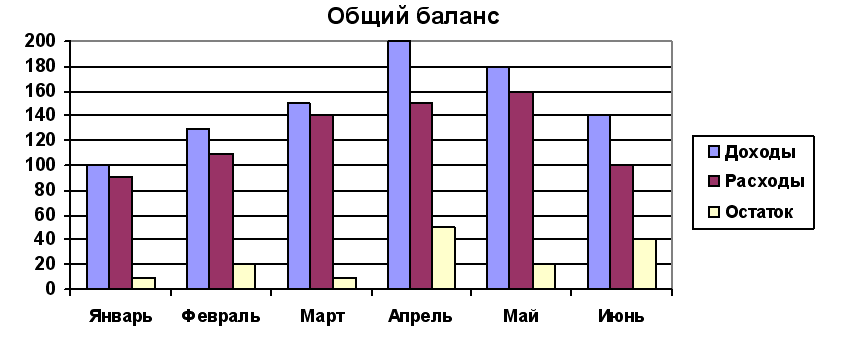 Общий баланс
200
180
160
140
120
100
80
60
40
20
0
Январь Февраль Март Апрель Май Июнь
Доходы
Расходы
Остаток